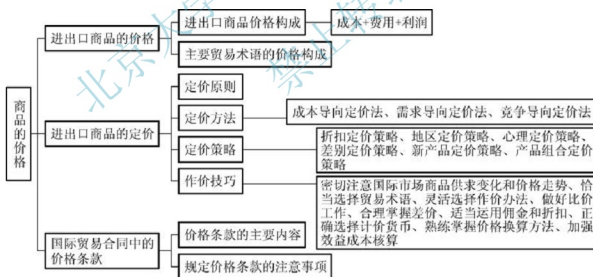 进出口商品价格构成
成本+费用+利润
进出口商品的价格
主要贸易术语的价格构成
商品的价格
定价原则
定价方法
成本导向定价法、需求导向定价法、竞争导向定价法
进出口商品的定价
定价策略
折扣定价策略、地区定价策略、心理定价策略、
差别定价策略、新产品定价策略、产品组合定价
策略
作价技巧
密切注意国际市场商品供求变化和价格走势、恰
当选择贸易术语、灵活选择作价办法、做好比价
工作、合理掌握差价、适当运用佣金和折扣、正
确选择计价货币、熟练掌握价格换算方法、加强
效益成本核算
国际贸易合同中的
价格条款
价格条款的主要内容
规定价格条款的注意事项
北京大学
禁止转